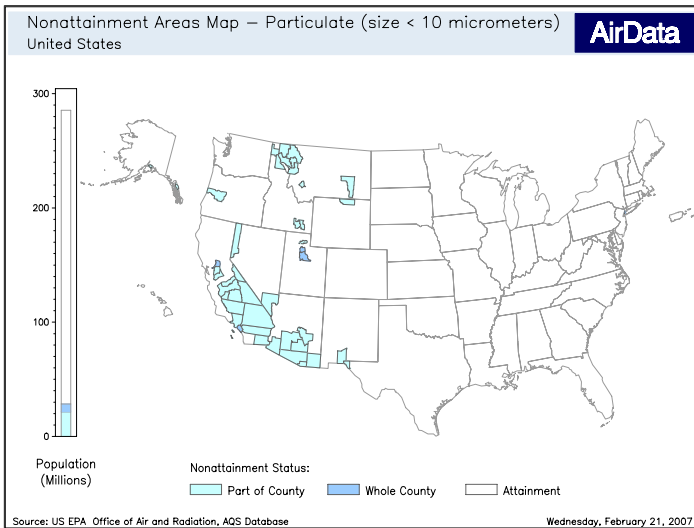 Nonattainment Areas Map - Particulate (size < 10 micrometers)
United States
AirData
300
200
100
0
Population
(Millions)
Nonattainment Status:
Part of County
Whole County
Attainment
Source: US EPA Office of Air and Radiation, AQS Database
Wednesday, February 21, 2007